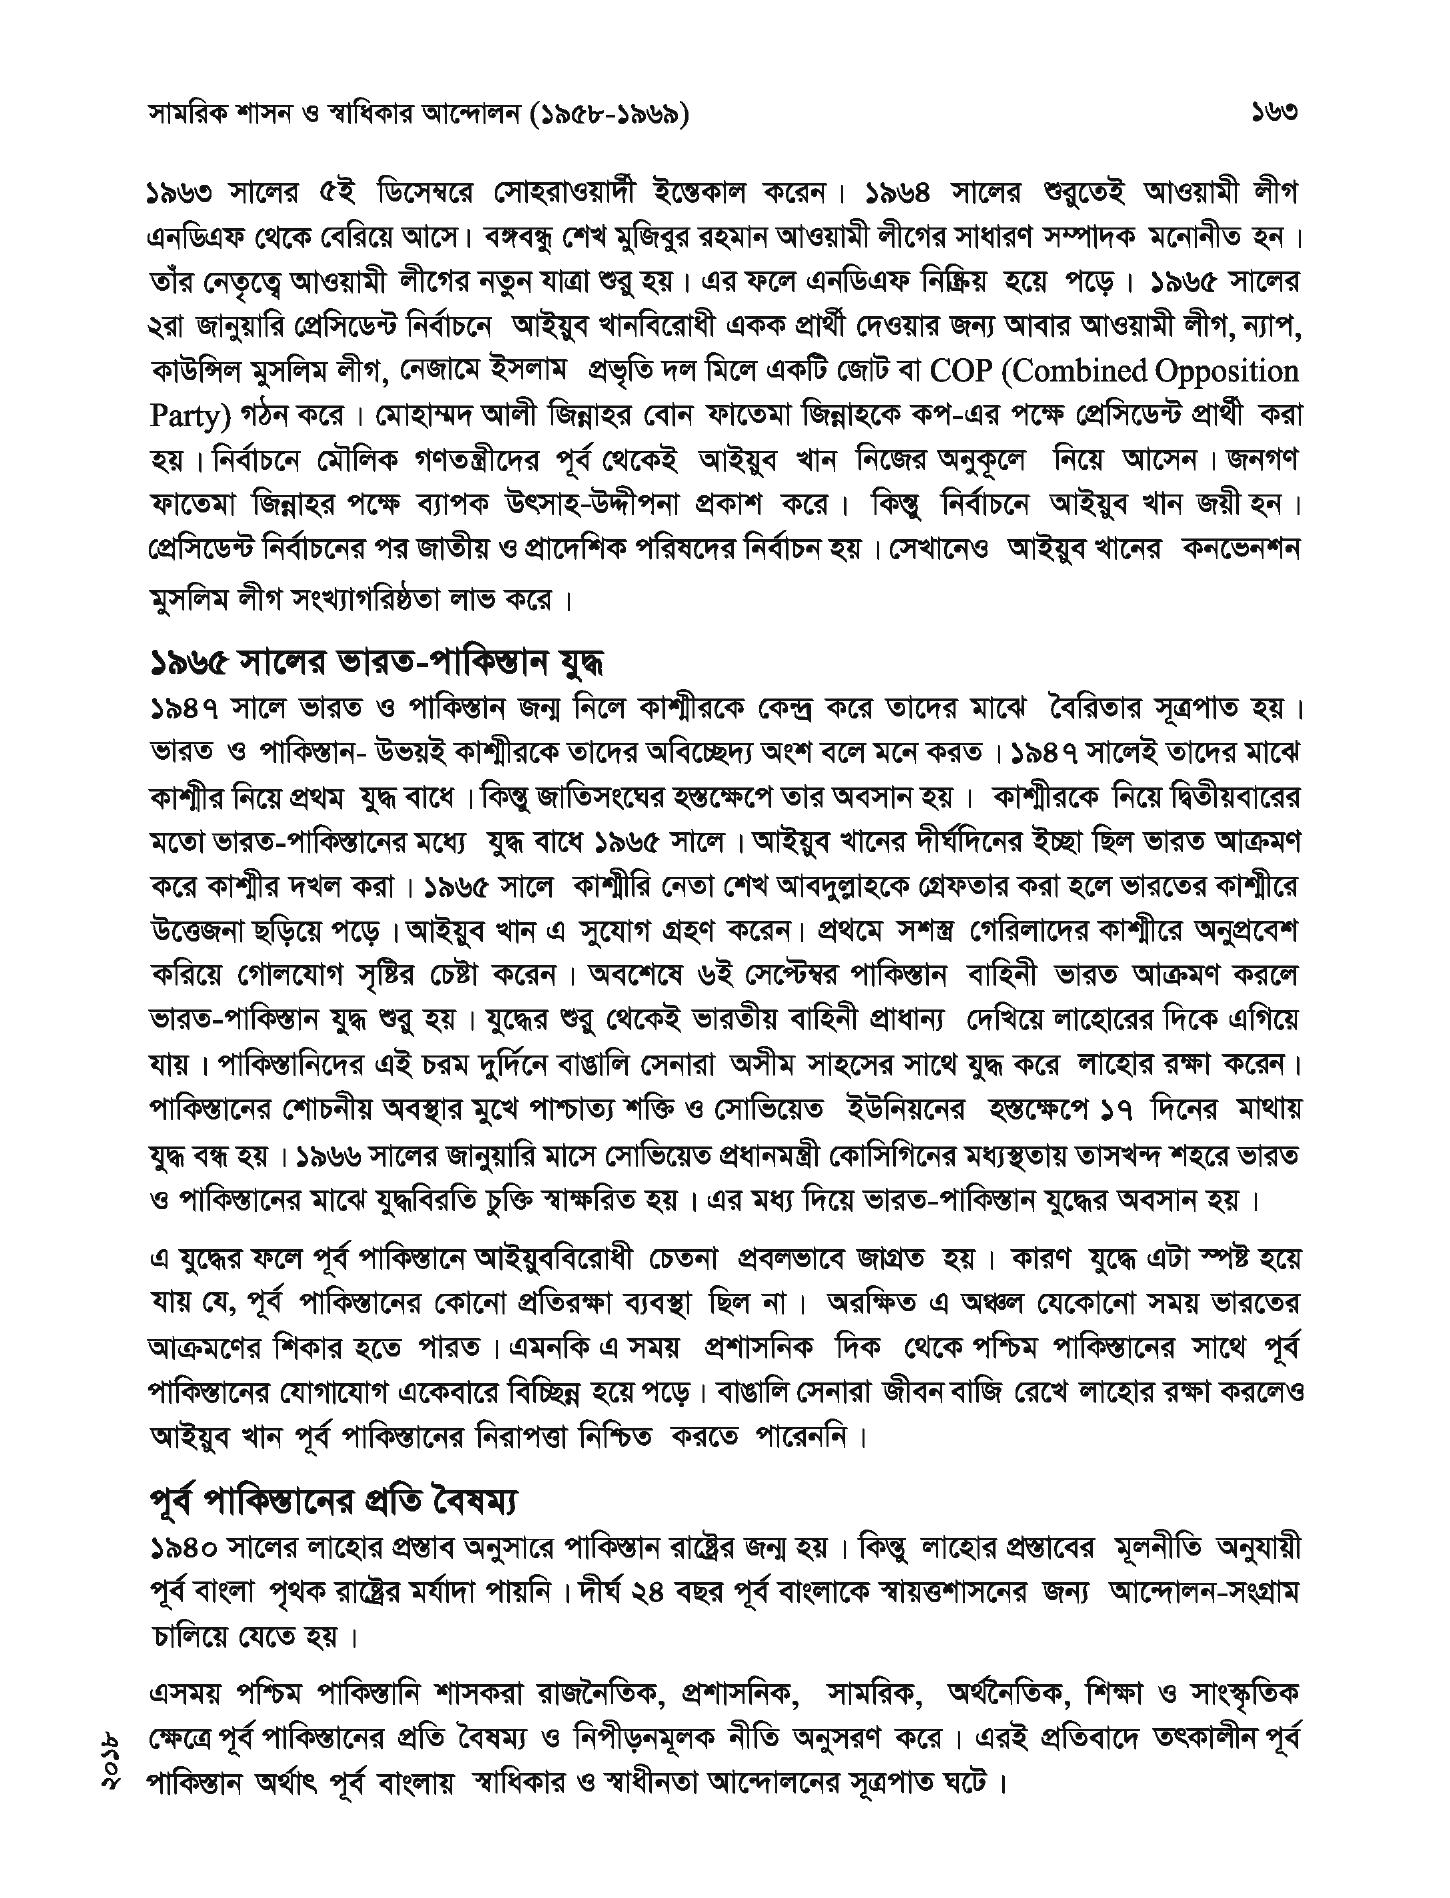 সামরিক শাসন ও স্বাধিকার আন্দোলন (১৯৫৮-১৯৬৯) ১৬৩
১৯৬৩ সালের ৫ই ডিসেম্বরে সোহরাওয়ার্দী ইন্তেকাল করেন। ১৯৬৪ সালের শুরুতেই আওয়ামী লীগ
এনডিএফ থেকে বেরিয়ে আসে। বঙ্গবন্ধু শেখ মুজিবুর রহমান আওয়ামী লীগের সাধারণ সম্পাদক মনোনীত হন।
তাঁর নেতৃত্বে আওয়ামী লীগের নতুন যাত্রা শুরু হয়। এর ফলে এনডিএফ নিষ্ক্রিয় হয়ে পড়ে। ১৯৬৫ সালের
২রা জানুয়ারি প্রেসিডেন্ট নির্বাচনে আইয়ুব খানবিরোধী একক প্রার্থী দেওয়ার জন্য আবার আওয়ামী লীগ, ন্যাপ,
কাউন্সিল মুসলিম লীগ, নেজামে ইসলাম প্রভৃতি দল মিলে একটি জোট বা COP (Combined Opposition
Party) গঠন করে। মোহাম্মদ আলী জিন্নাহর বোন ফাতেমা জিন্নাহকে কপ-এর পক্ষে প্রেসিডেন্ট প্রার্থী করা
হয়। নির্বাচনে মৌলিক গণতন্ত্রীদের পূর্ব থেকেই আইয়ুব খান নিজের অনুকূলে নিয়ে আসেন। জনগণ
ফাতেমা জিন্নাহর পক্ষে ব্যাপক উৎসাহ-উদ্দীপনা প্রকাশ করে। কিন্তু নির্বাচনে আইয়ুব খান জয়ী হন।
প্রেসিডেন্ট নির্বাচনের পর জাতীয় ও প্রাদেশিক পরিষদের নির্বাচন হয়। সেখানেও আইয়ুব খানের কনভেনশন
মুসলিম লীগ সংখ্যাগরিষ্ঠতা লাভ করে।
১৯৬৫ সালের ভারত-পাকিস্তান যুদ্ধ
১৯৪৭ সালে ভারত ও পাকিস্তান জন্ম নিলে কাশ্মীরকে কেন্দ্র করে তাদের মাঝে বৈরিতার সূত্রপাত হয়।
ভারত ও পাকিস্তান- উভয়ই কাশ্মীরকে তাদের অবিচ্ছেদ্য অংশ বলে মনে করত। ১৯৪৭ সালেই তাদের মাঝে
কাশ্মীর নিয়ে প্রথম যুদ্ধ বাধে। কিন্তু জাতিসংঘের হস্তক্ষেপে তার অবসান হয়। কাশ্মীরকে নিয়ে দ্বিতীয়বারের
মতো ভারত-পাকিস্তানের মধ্যে যুদ্ধ বাধে ১৯৬৫ সালে। আইয়ুব খানের দীর্ঘদিনের ইচ্ছা ছিল ভারত আক্রমণ
করে কাশ্মীর দখল করা। ১৯৬৫ সালে কাশ্মীরি নেতা শেখ আবদুল্লাহকে গ্রেফতার করা হলে ভারতের কাশ্মীরে
উত্তেজনা ছড়িয়ে পড়ে। আইয়ুব খান এ সুযোগ গ্রহণ করেন। প্রথমে সশস্ত্র গেরিলাদের কাশ্মীরে অনুপ্রবেশ
করিয়ে গোলযোগ সৃষ্টির চেষ্টা করেন। অবশেষে ৬ই সেপ্টেম্বর পাকিস্তান বাহিনী ভারত আক্রমণ করলে
ভারত-পাকিস্তান যুদ্ধ শুরু হয়। যুদ্ধের শুরু থেকেই ভারতীয় বাহিনী প্রাধান্য দেখিয়ে লাহোরের দিকে এগিয়ে
যায়। পাকিস্তানিদের এই চরম দুর্দিনে বাঙালি সেনারা অসীম সাহসের সাথে যুদ্ধ করে লাহোর রক্ষা করেন।
পাকিস্তানের শোচনীয় অবস্থার মুখে পাশ্চাত্য শক্তি ও সোভিয়েত ইউনিয়নের হস্তক্ষেপে ১৭ দিনের মাথায়
যুদ্ধ বন্ধ হয়। ১৯৬৬ সালের জানুয়ারি মাসে সোভিয়েত প্রধানমন্ত্রী কোসিগিনের মধ্যস্থতায় তাসখন্দ শহরে ভারত
ও পাকিস্তানের মাঝে যুদ্ধবিরতি চুক্তি স্বাক্ষরিত হয়। এর মধ্য দিয়ে ভারত-পাকিস্তান যুদ্ধের অবসান হয়।
এ যুদ্ধের ফলে পূর্ব পাকিস্তানে আইয়ুববিরোধী চেতনা প্রবলভাবে জাগ্রত হয়। কারণ যুদ্ধে এটা স্পষ্ট হয়ে
যায় যে, পূর্ব পাকিস্তানের কোনো প্রতিরক্ষা ব্যবস্থা ছিল না। অরক্ষিত এ অঞ্চল যেকোনো সময় ভারতের
আক্রমণের শিকার হতে পারত। এমনকি এ সময় প্রশাসনিক দিক থেকে পশ্চিম পাকিস্তানের সাথে পূর্ব
পাকিস্তানের যোগাযোগ একেবারে বিচ্ছিন্ন হয়ে পড়ে। বাঙালি সেনারা জীবন বাজি রেখে লাহোর রক্ষা করলেও
আইয়ুব খান পূর্ব পাকিস্তানের নিরাপত্তা নিশ্চিত করতে পারেননি।
পূর্ব পাকিস্তানের প্রতি বৈষম্য
১৯৪০ সালের লাহোর প্রস্তাব অনুসারে পাকিস্তান রাষ্ট্রের জন্ম হয়। কিন্তু লাহোর প্রস্তাবের মূলনীতি অনুযায়ী
পূর্ব বাংলা পৃথক রাষ্ট্রের মর্যাদা পায়নি। দীর্ঘ ২৪ বছর পূর্ব বাংলাকে স্বায়ত্তশাসনের জন্য আন্দোলন-সংগ্রাম
চালিয়ে যেতে হয়।
এসময় পশ্চিম পাকিস্তানি শাসকরা রাজনৈতিক, প্রশাসনিক, সামরিক, অর্থনৈতিক, শিক্ষা ও সাংস্কৃতিক
ক্ষেত্রে পূর্ব পাকিস্তানের প্রতি বৈষম্য ও নিপীড়নমূলক নীতি অনুসরণ করে। এরই প্রতিবাদে তৎকালীন পূর্ব
পাকিস্তান অর্থাৎ পূর্ব বাংলায় স্বাধিকার ও স্বাধীনতা আন্দোলনের সূত্রপাত ঘটে।
২০১৮